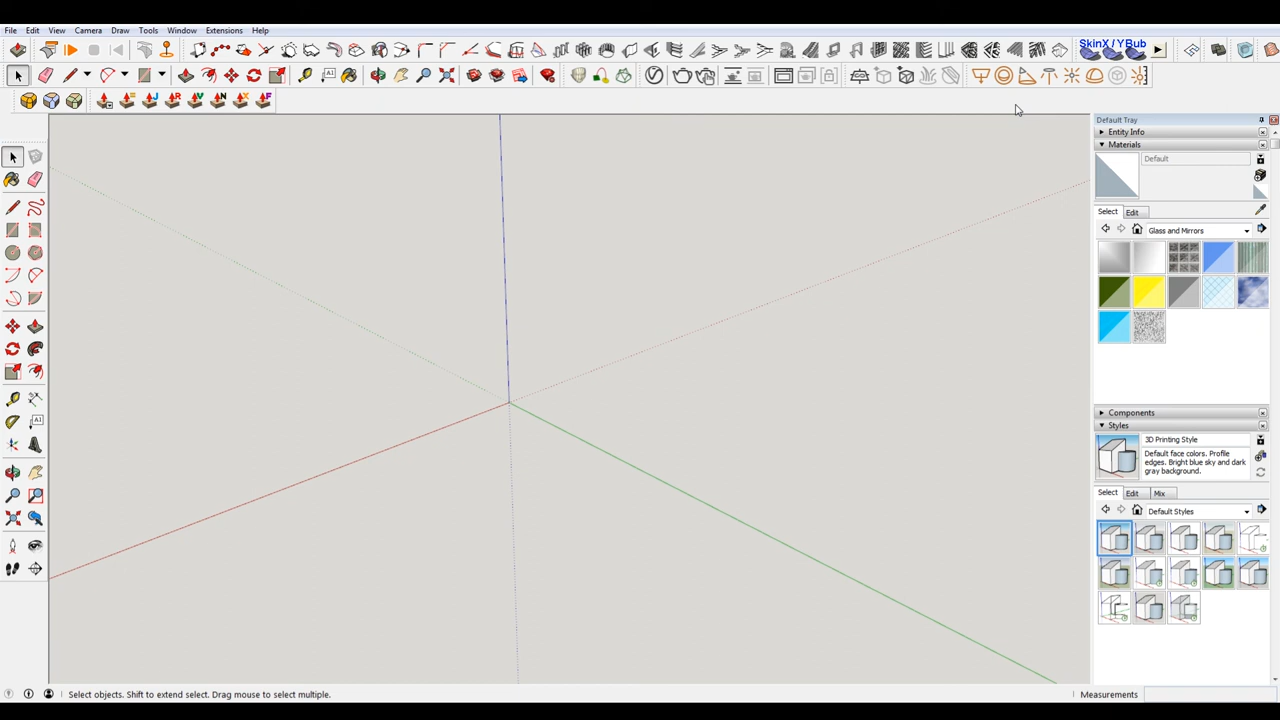 File Edit View Camera Draw Tools Window Extensions Help
SkinX / YBub
Default Tray
Entity Info
Materials
Default
Select Edit
Glass and Mirrors
Components
Styles
3D Printing Style
Default face colors. Profile
edges. Bright blue sky and dark
gray background.
Select Edit Mix
Default Styles
Select objects. Shift to extend select. Drag mouse to select multiple.
Measurements